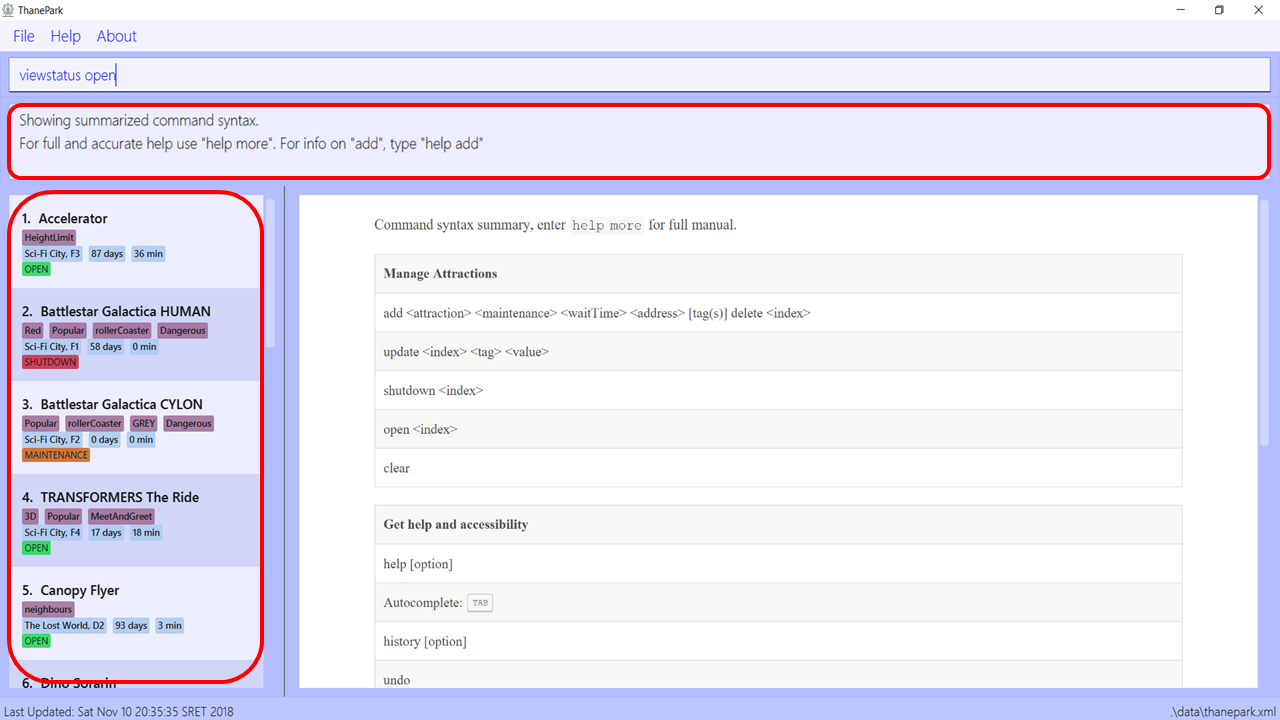 ThanePark
File Help About
viewstatus open
Showing summarized command syntax.
For full and accurate help use "help more". For info on "add", type "help add"
1. Accelerator
HeightLimit
Sci-Fi City, F3 87 days 36 min
OPEN
2. Battlestar Galactica HUMAN
Red Popular rollerCoaster Dangerous
Sci-Fi City, F1 58 days 0 min
SHUTDOWN
3. Battlestar Galactica CYLON
Popular rollerCoaster GREY Dangerous
Sci-Fi City, F2 0 days 0 min
MAINTENANCE
4. TRANSFORMERS The Ride
3D Popular MeetAndGreet
Sci-Fi City, F4 17 days 18 min
OPEN
5. Canopy Flyer
neighbours
The Lost World, D2 93 days 3 min
OPEN
6. Dino Soarin
Command syntax summary, enter help more for full manual.
Manage Attractions
add <attraction> <maintenance> <waitTime> <address> [tag(s)] delete <index>
update <index> <tag> <value>
shutdown <index>
open <index>
clear
Get help and accessibility
help [option]
Autocomplete: TAB
history [option]
undo
Last Updated: Sat Nov 10 20:35:35 SRET 2018
.\data\thanepark.xml